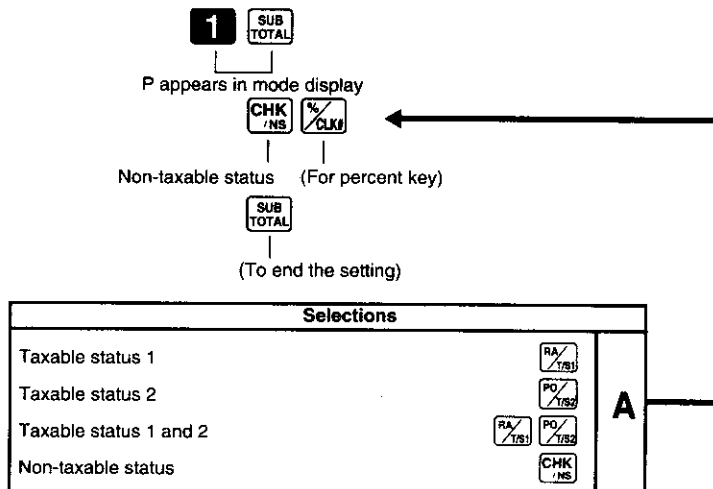 1 SUB TOTAL
P appears in mode display
CHK /NS %/CLK#
Non-taxable status (For percent key)
SUB TOTAL
(To end the setting)
Selections
Taxable status 1 RA/T/S1
Taxable status 2 PO/T/S2
Taxable status 1 and 2 RA/T/S1 PO/T/S2
Non-taxable status CHK /NS
A